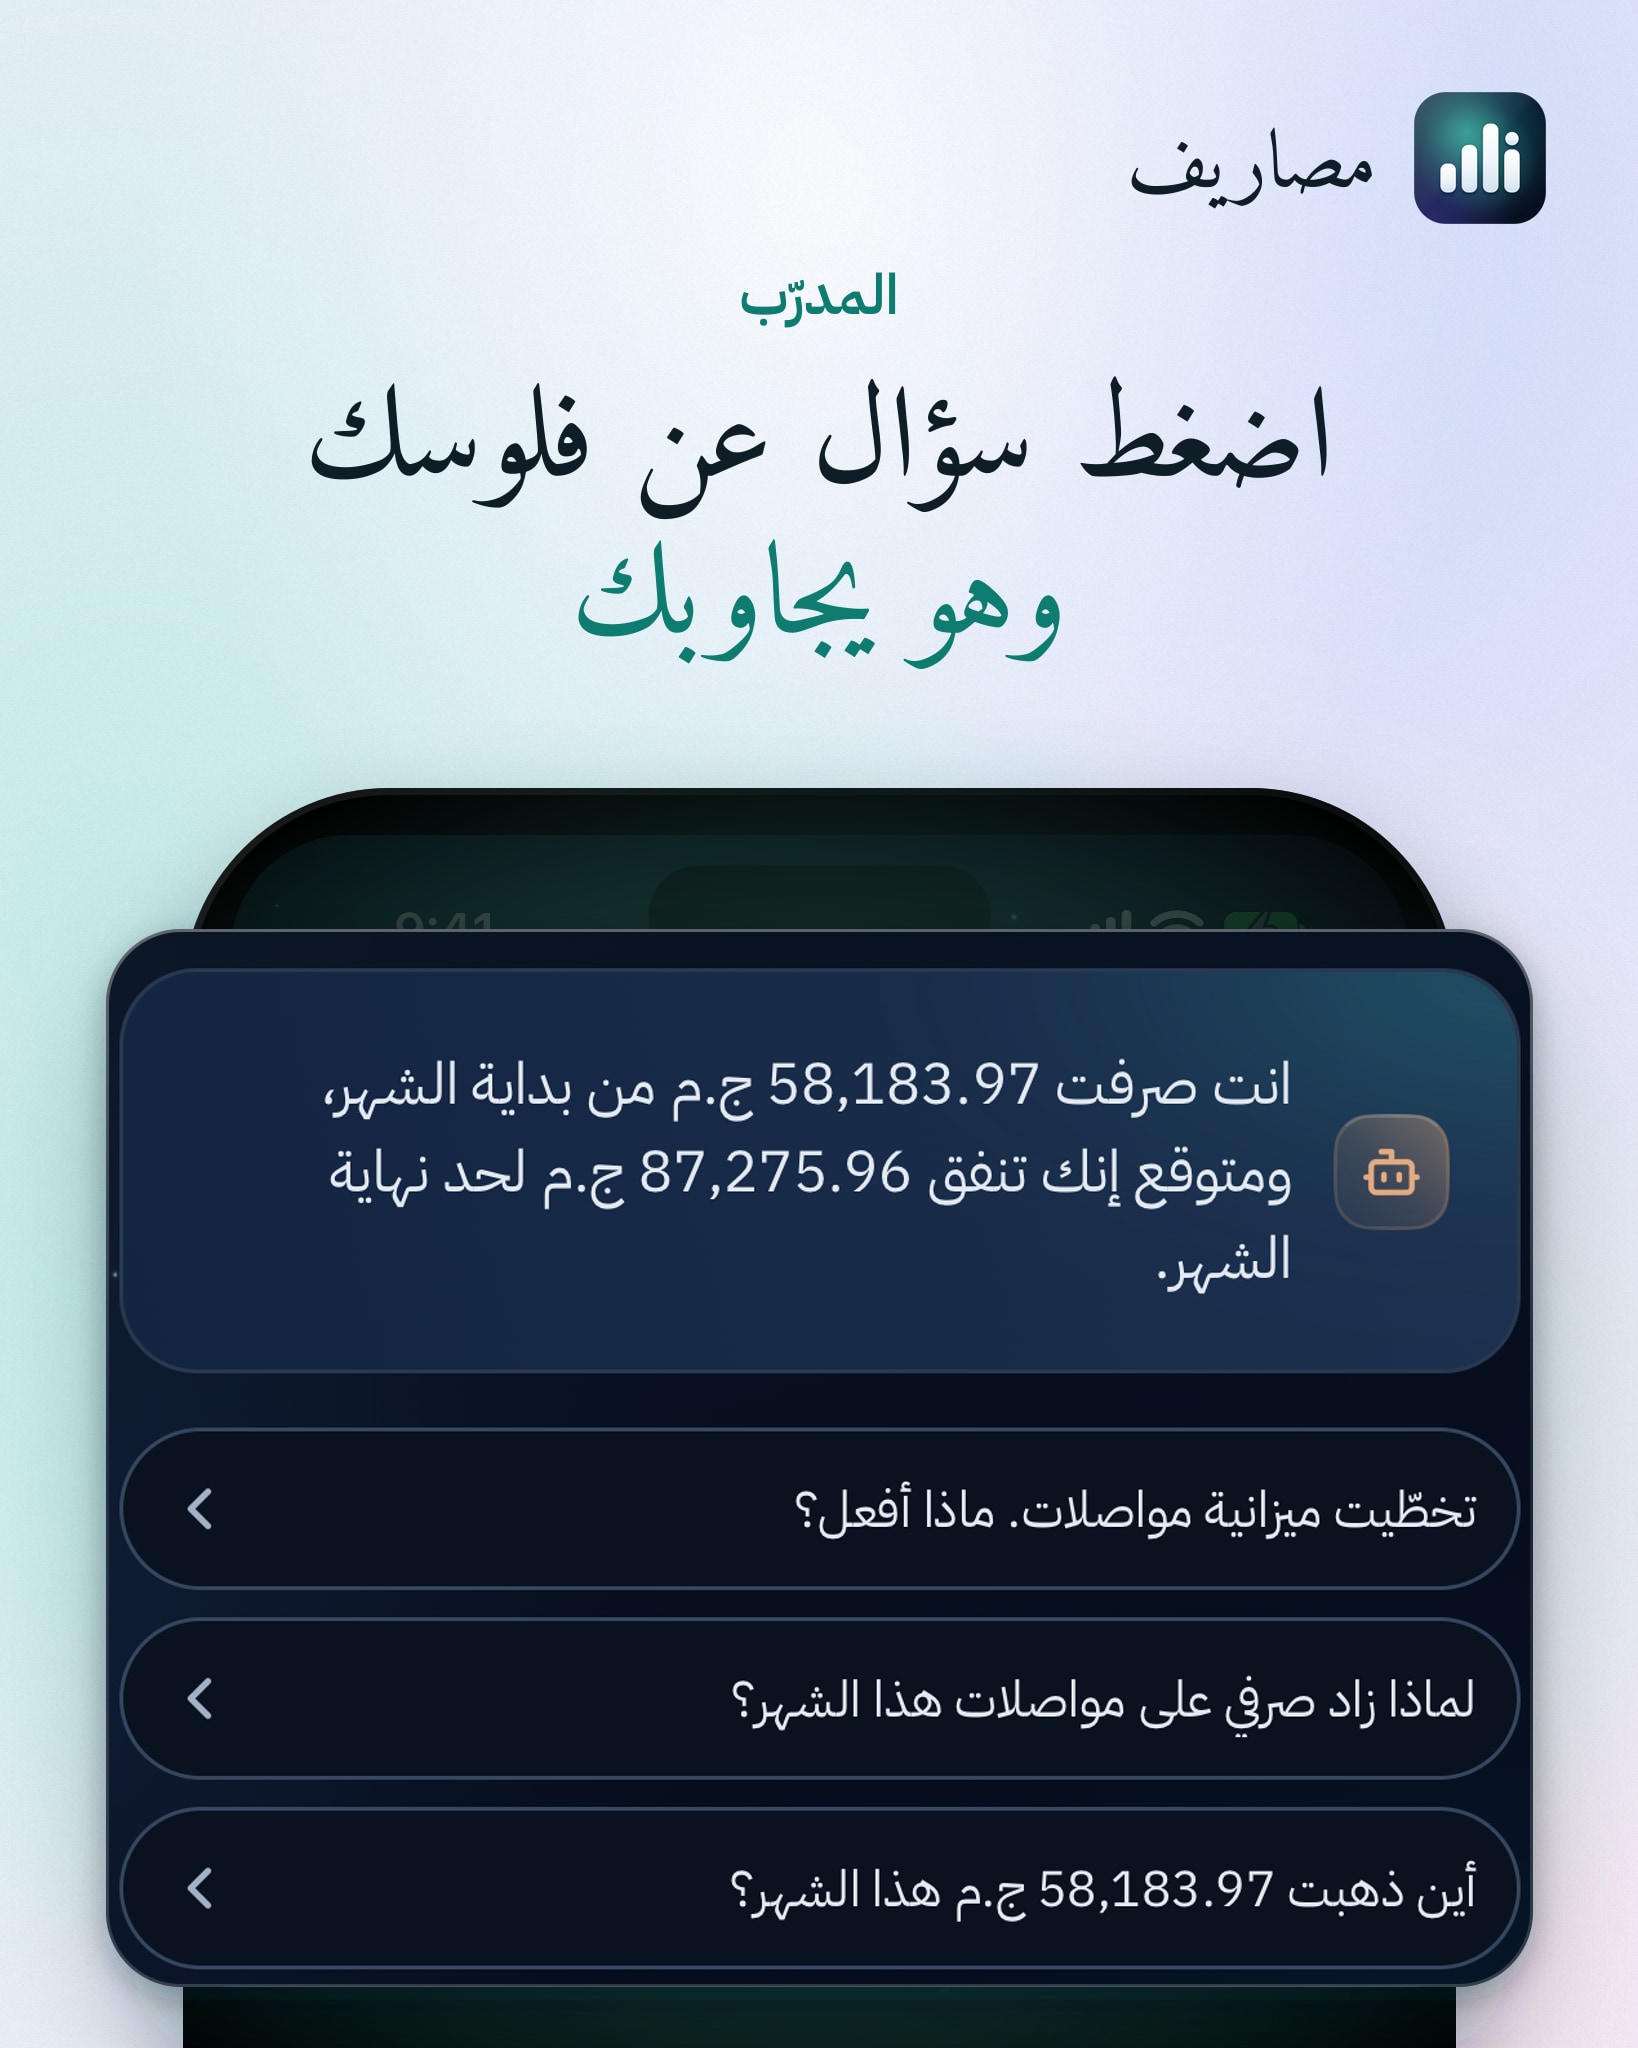 مصاريف
المدرّب
اضغط سؤال عن فلوسك
وهو يجاوبك
9:41
انت صرفت 58,183.97 ج.م من بداية الشهر،
ومتوقع إنك تنفق 87,275.96 ج.م لحد نهاية
الشهر.
تخطّيت ميزانية مواصلات. ماذا أفعل؟
لماذا زاد صرفي على مواصلات هذا الشهر؟
أين ذهبت 58,183.97 ج.م هذا الشهر؟